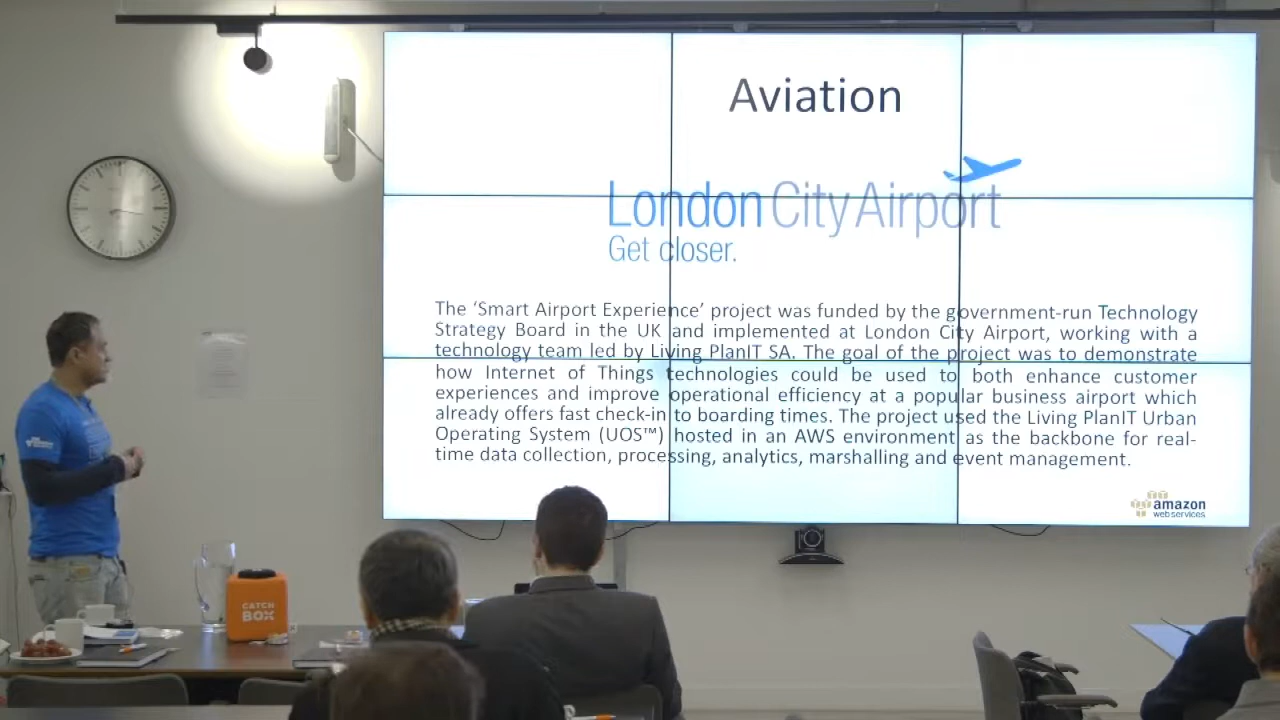 Aviation
London City Airport
Get closer.
The ‘Smart Airport Experience’ project was funded by the government-run Technology
Strategy Board in the UK and implemented at London City Airport, working with a
technology team led by Living PlanIT SA. The goal of the project was to demonstrate
how Internet of Things technologies could be used to both enhance customer
experiences and improve operational efficiency at a popular business airport which
already offers fast check-in to boarding times. The project used the Living PlanIT Urban
Operating System (UOS™) hosted in an AWS environment as the backbone for real-
time data collection, processing, analytics, marshalling and event management.
amazon
web services
CATCH
BOX